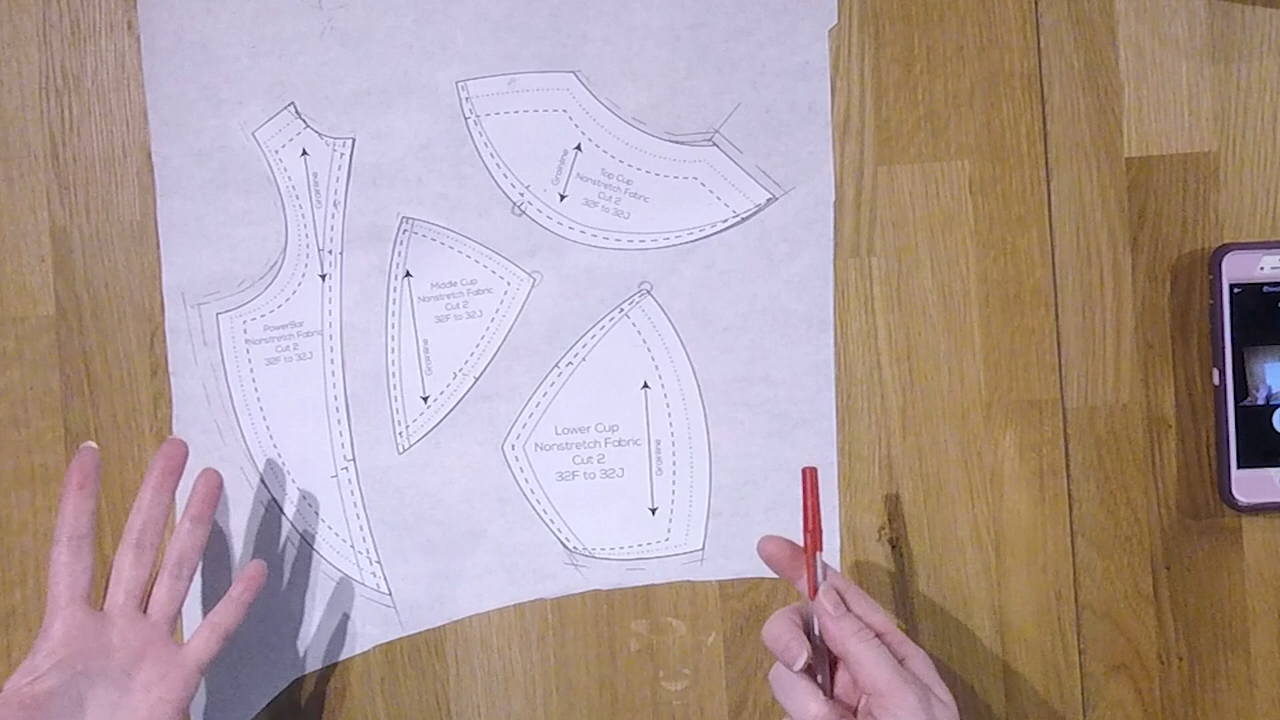 Top Cup
Nonstretch Fabric
Cut 2
32F to 32J
Grainline
Grainline
PowerBar
Nonstretch Fabric
Cut 2
32F to 32J
Middle Cup
Nonstretch Fabric
Cut 2
32F to 32J
Grainline
Lower Cup
Nonstretch Fabric
Cut 2
32F to 32J
Grainline